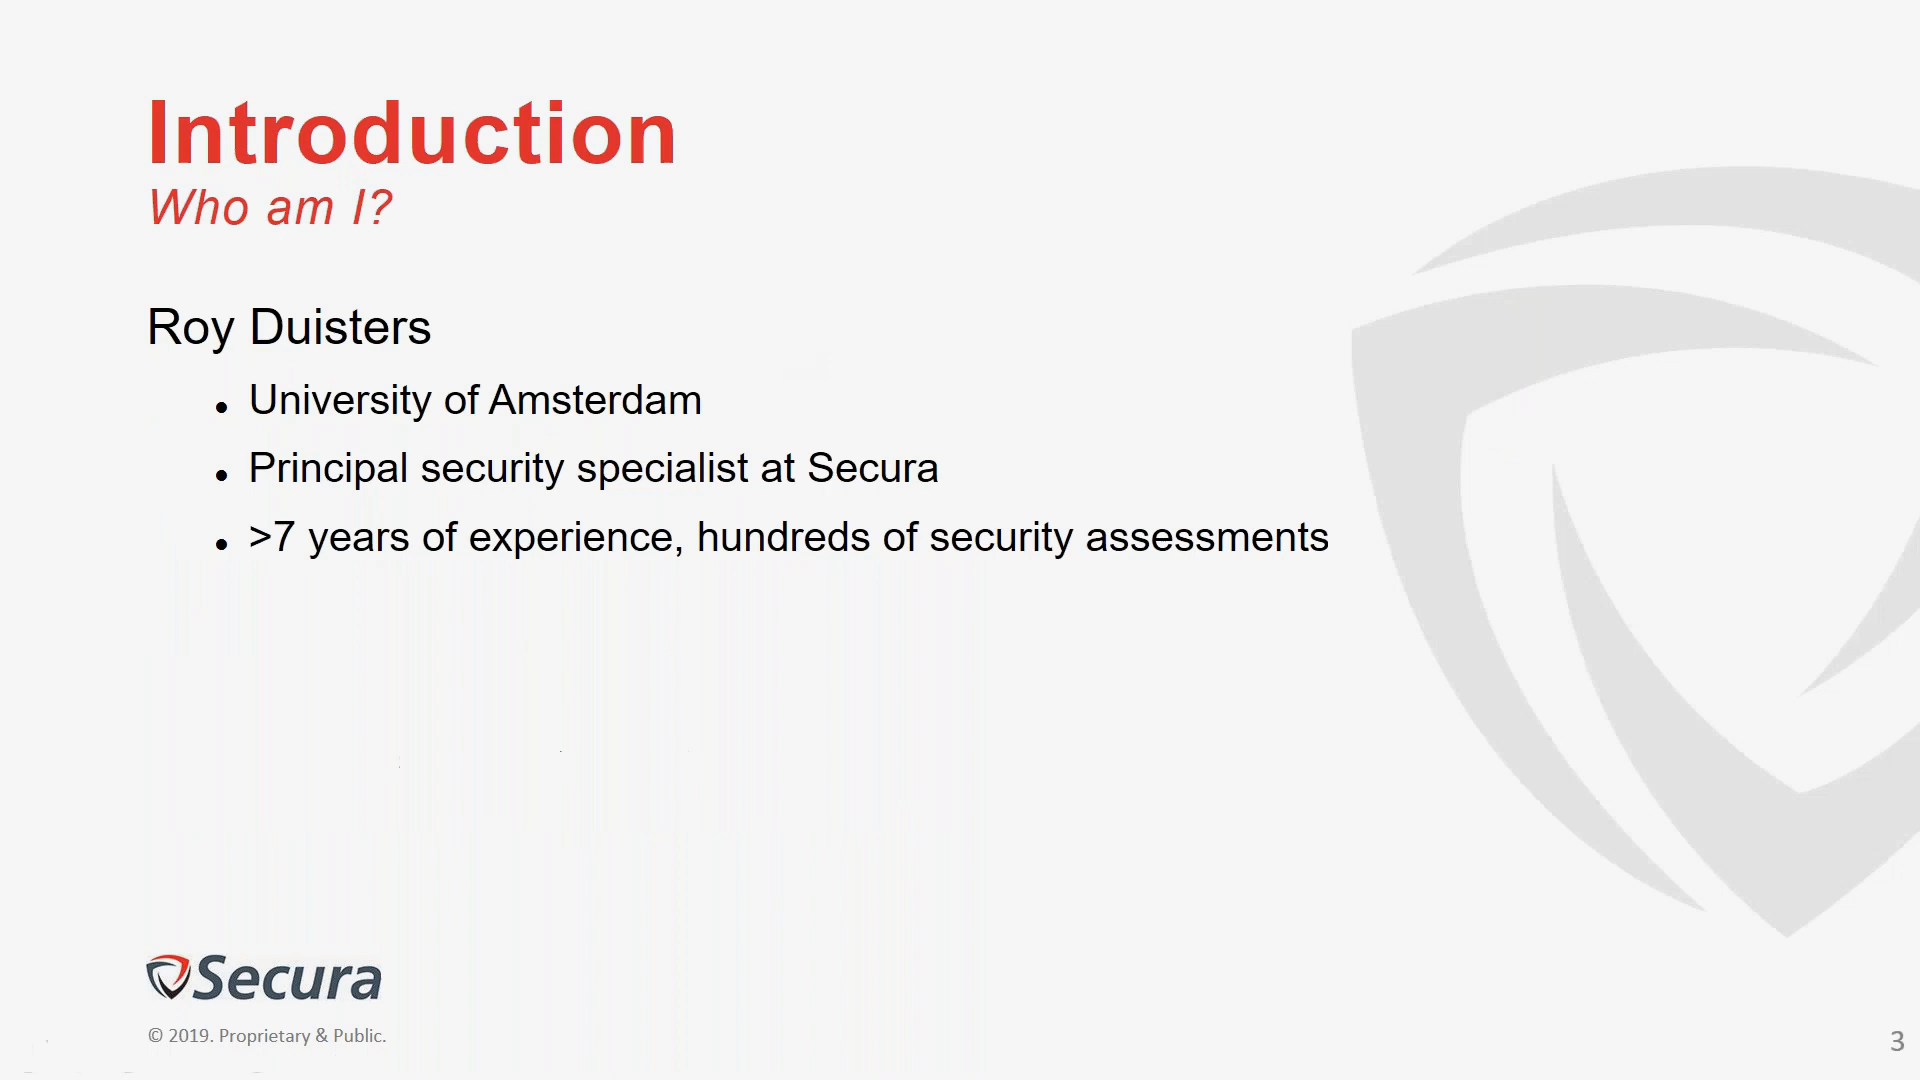 Introduction
Who am I?
Roy Duisters
• University of Amsterdam
• Principal security specialist at Secura
• >7 years of experience, hundreds of security assessments
Secura
© 2019. Proprietary & Public.
3